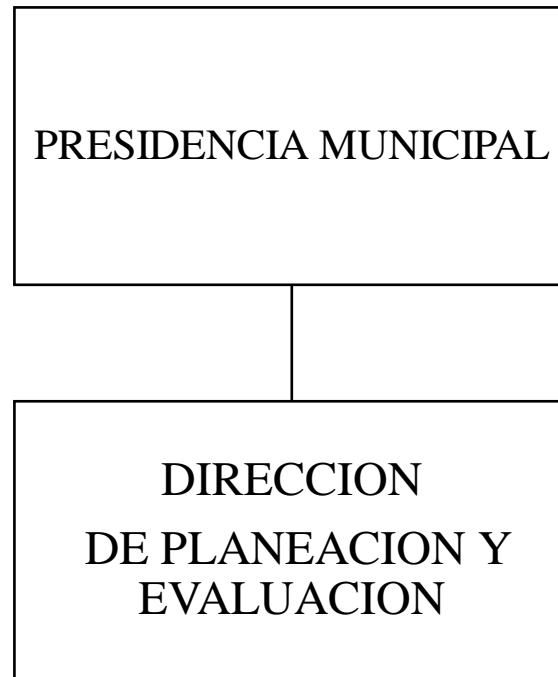 PRESIDENCIA MUNICIPAL
DIRECCION
DE PLANEACION Y
EVALUACION